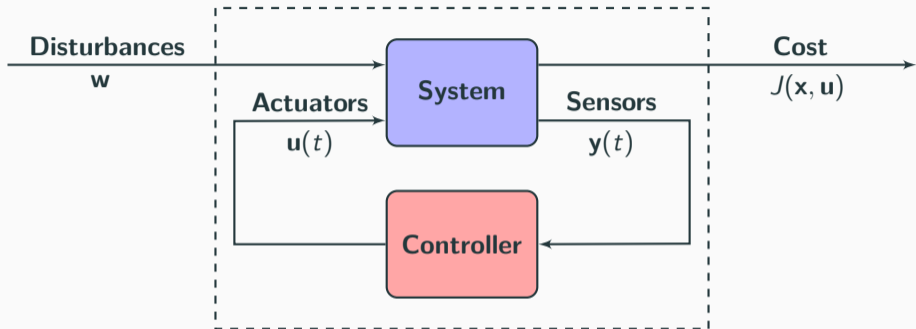 Disturbances
w
Cost
J(x, u)
System
Actuators
u(t)
Sensors
y(t)
Controller